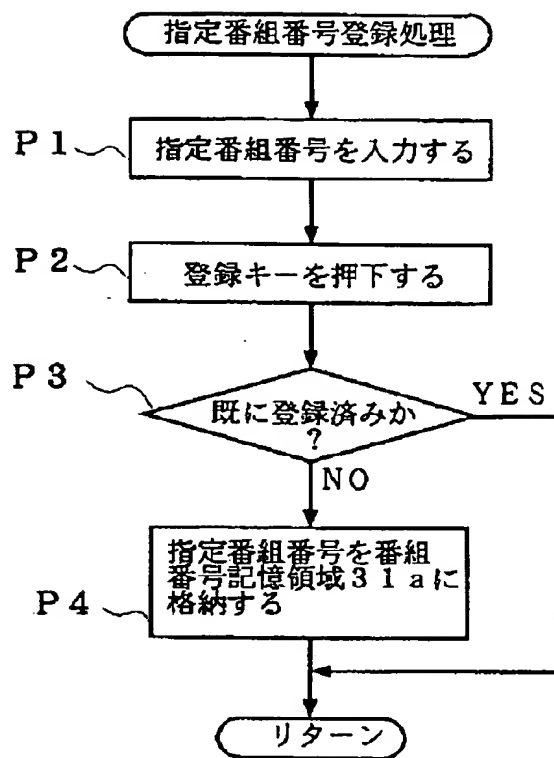 指定番組番号登録処理
P1
指定番組番号を入力する
P2
登録キーを押下する
P3
既に登録済みか
?
YES
NO
P4
指定番組番号を番組
番号記憶領域31aに
格納する
リターン